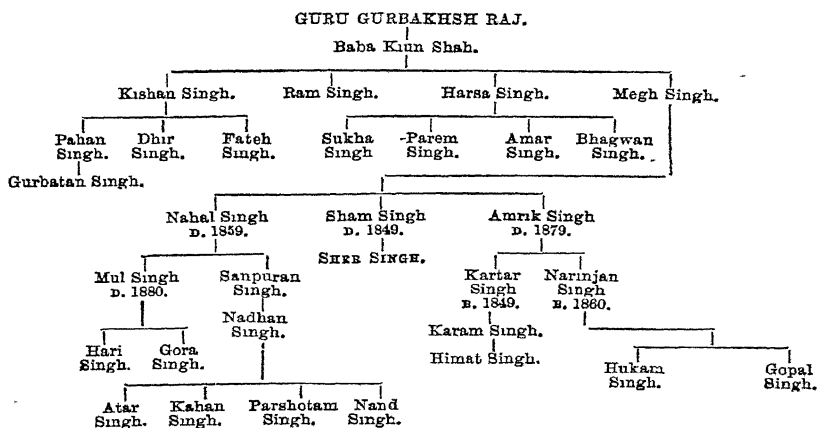 GURU GURBAKHSH RAJ.
Baba Kiun Shah.
Kishan Singh. Ram Singh. Harsa Singh. Megh Singh.
Pahan Singh. Dhir Singh. Fateh Singh. Sukha Singh Parem Singh. Amar Singh. Bhagwan Singh.
Gurbatan Singh.
Nahal Singh Sham Singh Amrik Singh
D. 1859. D. 1849. D. 1879.
SHER SINGH.
Mul Singh Sanpuran Singh. Kartar Singh Narinjan Singh
D. 1880. B. 1849. B. 1860.
Nadhan Singh. Karam Singh.
Hari Singh. Gora Singh. Himat Singh. Hukam Singh. Gopal Singh.
Atar Singh. Kahan Singh. Parshotam Singh. Nand Singh.